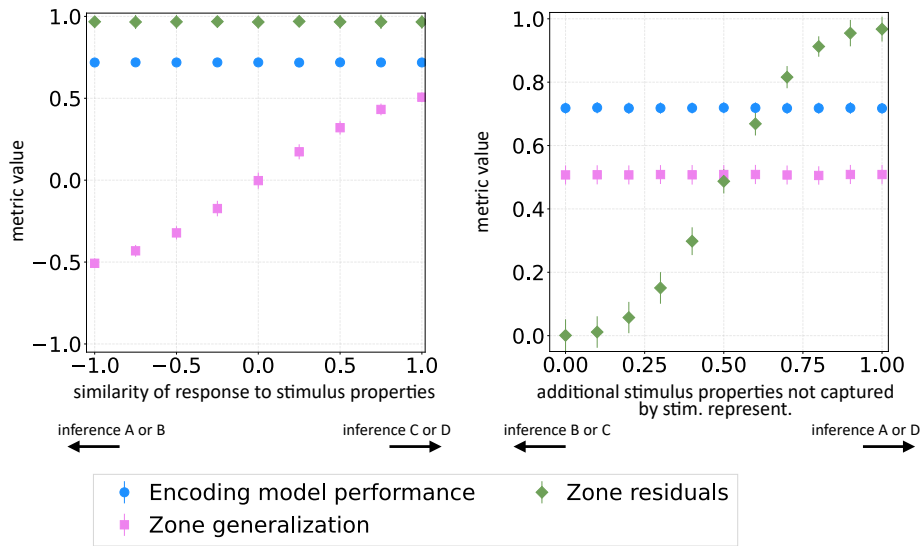 metric value
1.0
0.5
0.0
−0.5
−1.0
−1.0 −0.5 0.0 0.5 1.0
similarity of response to stimulus properties
inference A or B
inference C or D
metric value
1.0
0.8
0.6
0.4
0.2
0.0
0.00 0.25 0.50 0.75 1.00
additional stimulus properties not captured
by stim. represent.
inference B or C
inference A or D
Encoding model performance
Zone generalization
Zone residuals